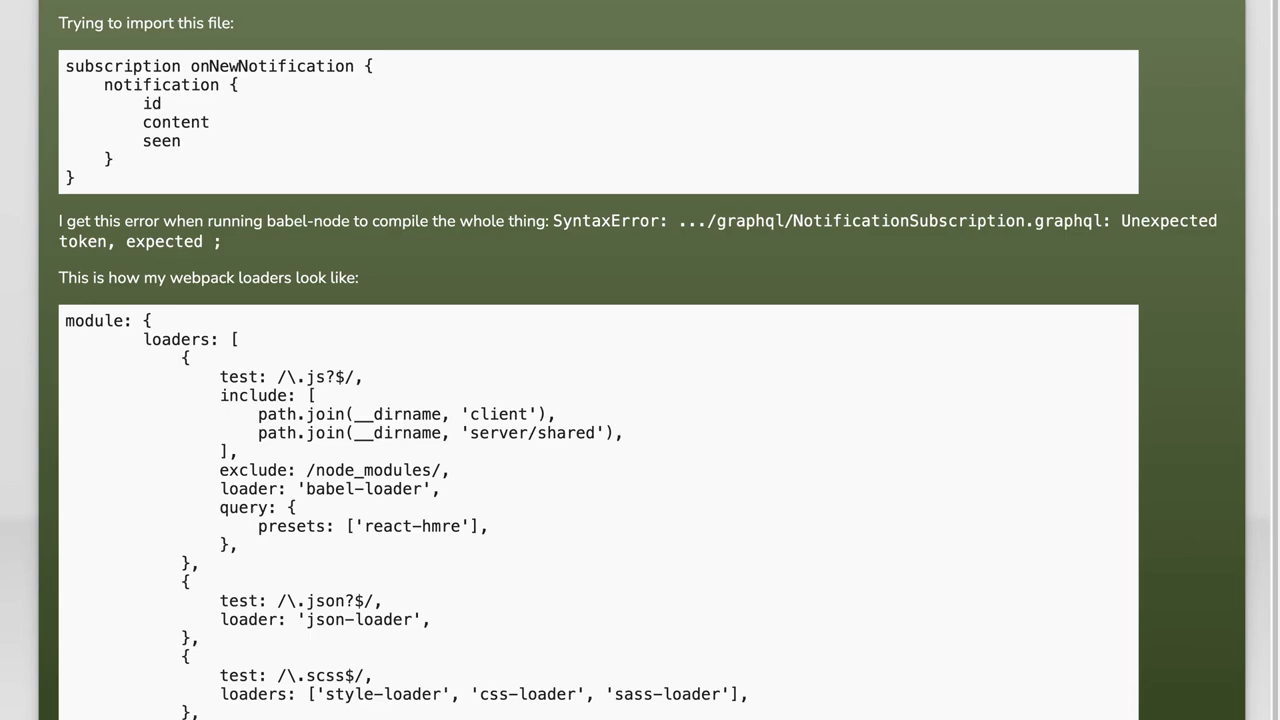 Trying to import this file:
subscription onNewNotification {
    notification {
        id
        content
        seen
    }
}
I get this error when running babel-node to compile the whole thing: SyntaxError: .../graphql/NotificationSubscription.graphql: Unexpected
token, expected ;
This is how my webpack loaders look like:
module: {
        loaders: [
            {
                test: /\.js?$/,
                include: [
                    path.join(__dirname, 'client'),
                    path.join(__dirname, 'server/shared'),
                ],
                exclude: /node_modules/,
                loader: 'babel-loader',
                query: {
                    presets: ['react-hmre'],
                },
            },
            {
                test: /\.json?$/,
                loader: 'json-loader',
            },
            {
                test: /\.scss$/,
                loaders: ['style-loader', 'css-loader', 'sass-loader'],
            },